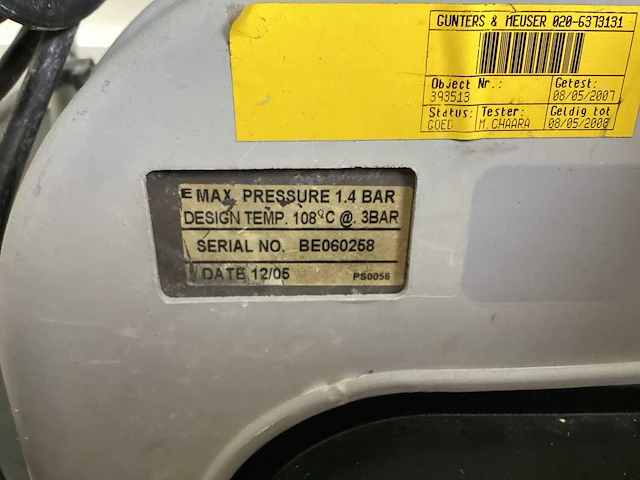 GUNTERS & MEUSER 020-6373131
Object Nr.: Getest:
393513 08/05/2007
Status: Tester: Geldig tot
GOED M.CHAARA 08/05/2008
E MAX. PRESSURE 1.4 BAR
DESIGN TEMP. 108°C @. 3BAR
SERIAL NO. BE060258
DATE 12/05 PS0056